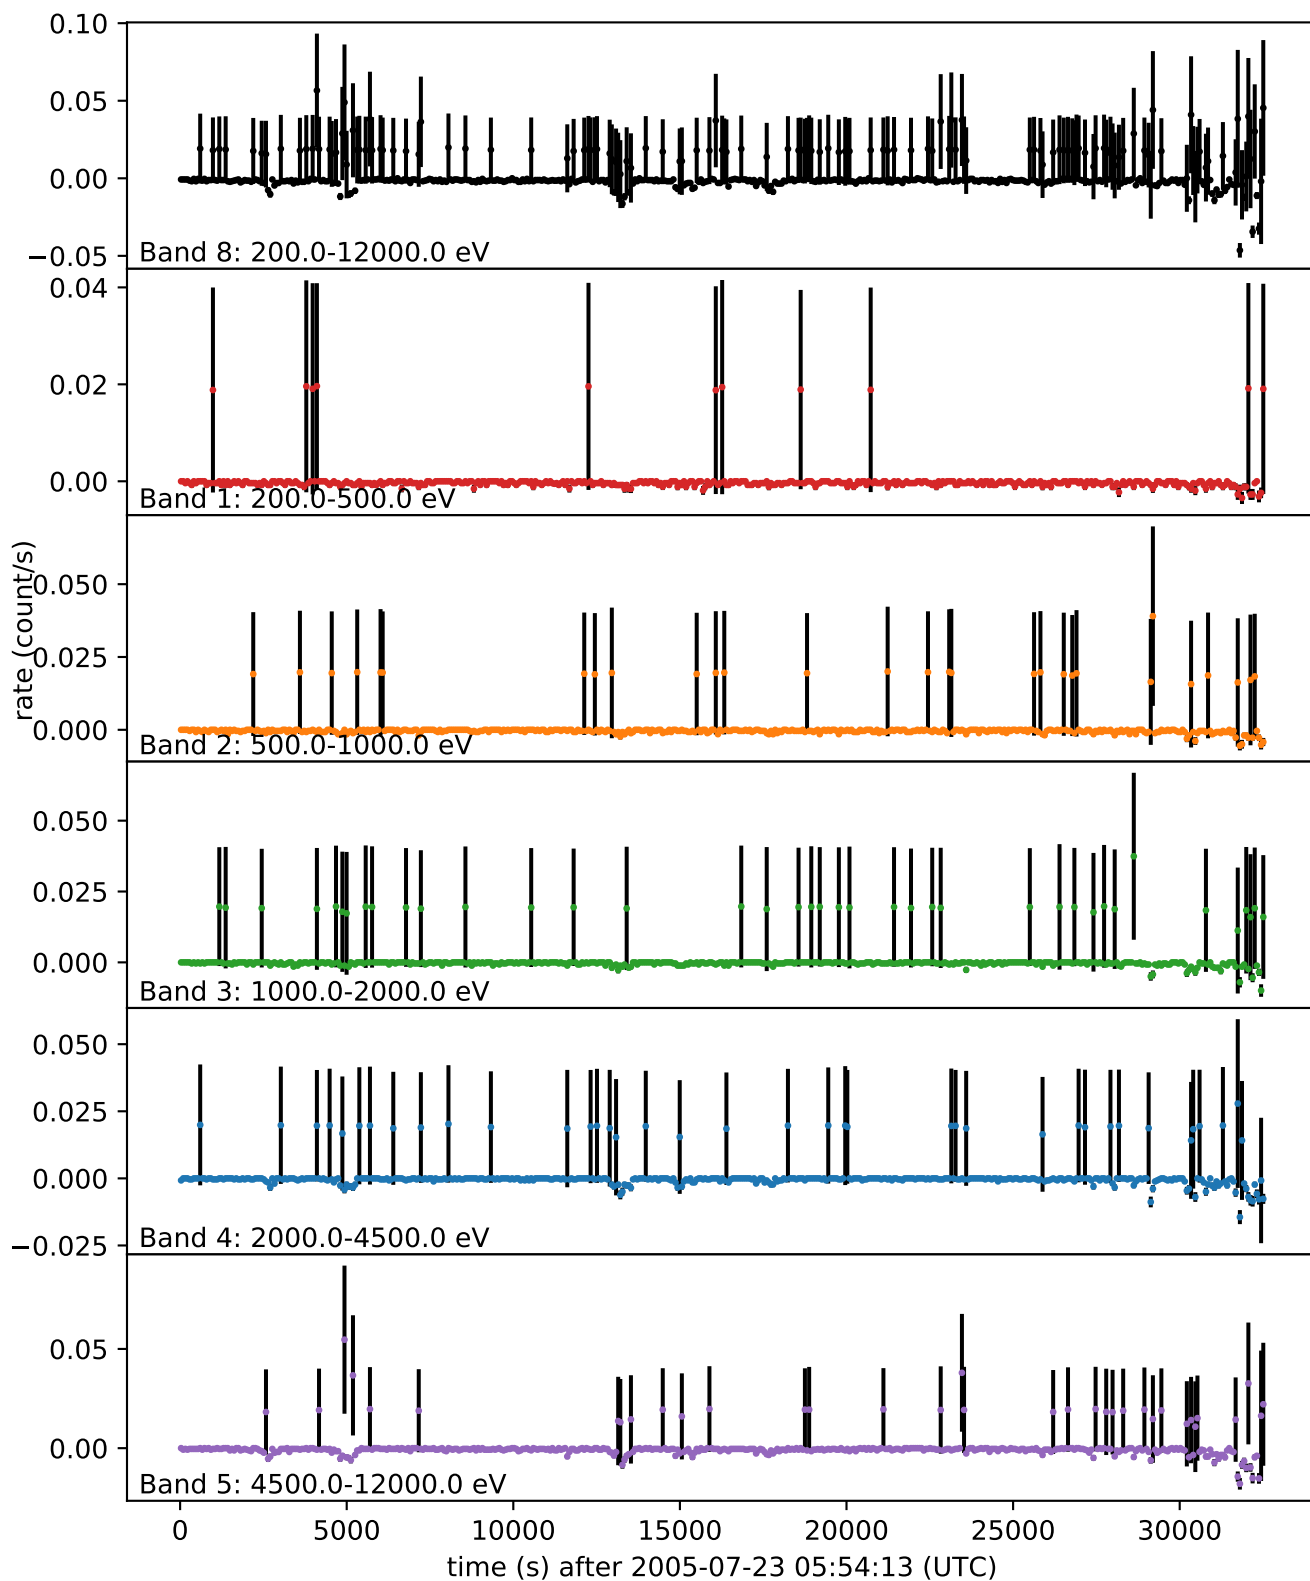 0.10
0.05
0.00
−0.05
Band 8: 200.0-12000.0 eV
0.04
0.02
0.00
Band 1: 200.0-500.0 eV
rate (count/s)
0.050
0.025
0.000
Band 2: 500.0-1000.0 eV
0.050
0.025
0.000
Band 3: 1000.0-2000.0 eV
0.050
0.025
0.000
−0.025
Band 4: 2000.0-4500.0 eV
0.05
0.00
Band 5: 4500.0-12000.0 eV
0 5000 10000 15000 20000 25000 30000
time (s) after 2005-07-23 05:54:13 (UTC)